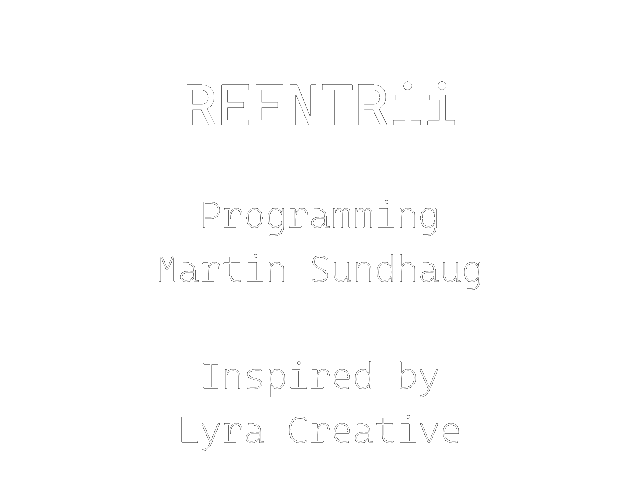 REENTRii
Programming
Martin Sundhaug
Inspired by
Lyra Creative